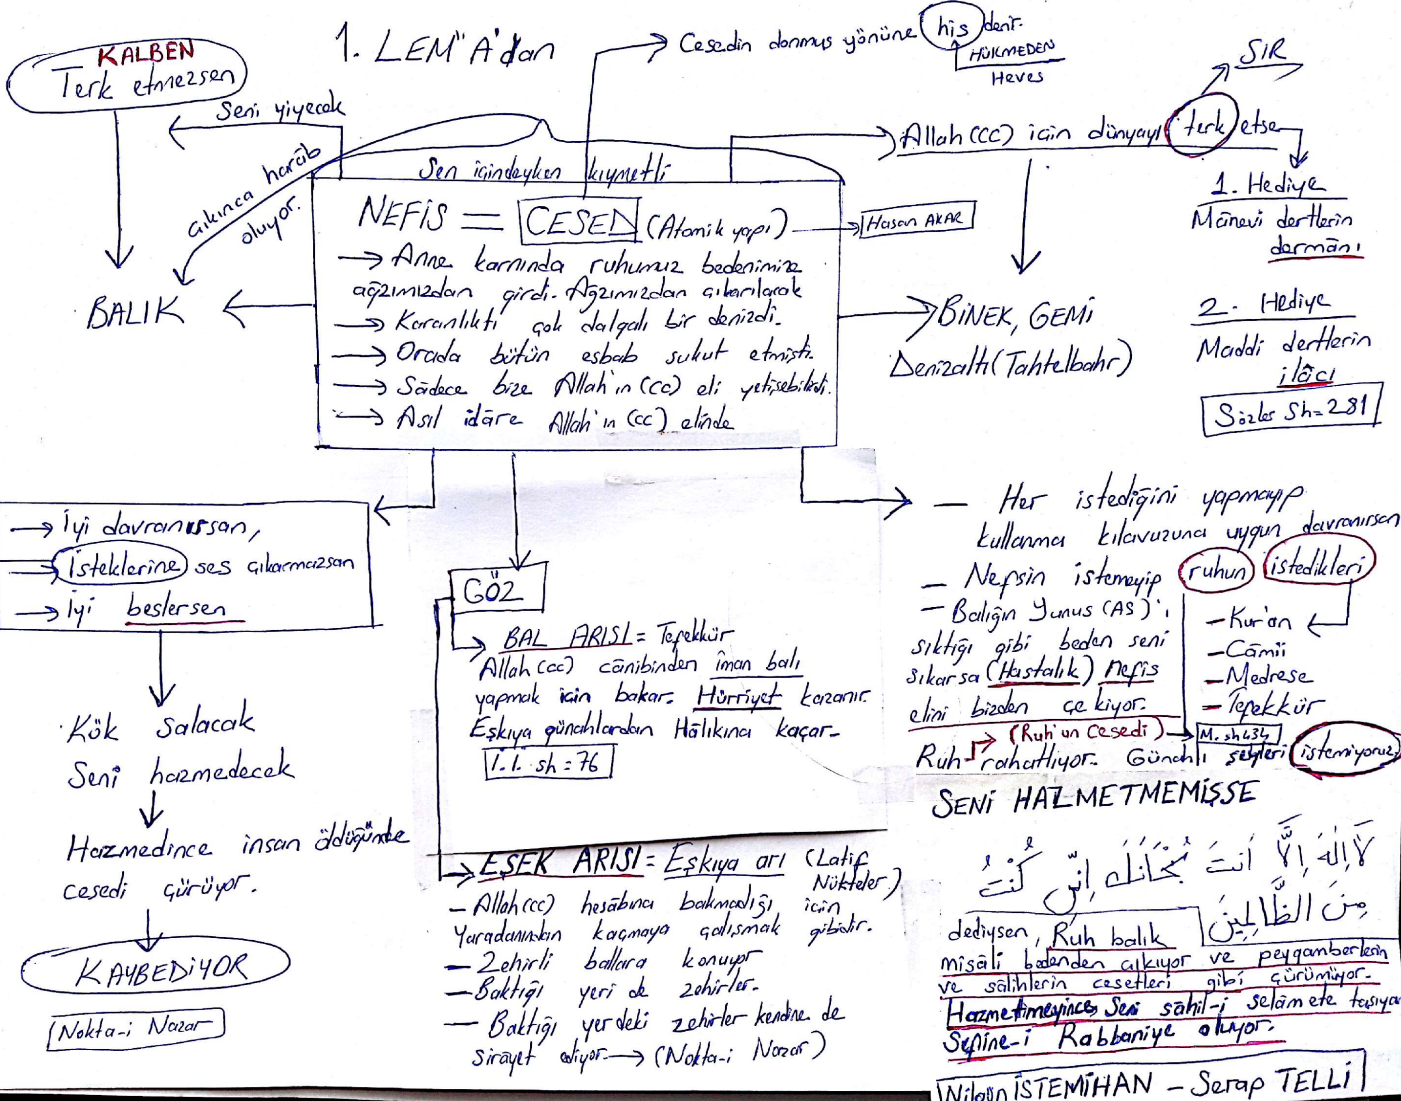 1. LEM'A'dan
KALBEN
Terk etmezsen
Seni yiyecek
çıkınca harâb
oluyor.
BALIK
Cesedin donmuş yönüne his denir.
HÜKMEDEN
Heves
SIR
Allah (CC) için dünyayı terk etse
1. Hediye
Mânevi dertlerin
dermânı
2. Hediye
Maddi dertlerin
ilâcı
Sözler Sh=281
Sen içindeyken kıymetli
NEFİS = CESED (Atomik yapı)
Hasan AKAR
→ Anne karnında ruhumuz bedenimize
ağzımızdan girdi. Ağzımızdan çıkarılacak
→ Karanlıktı çok dalgalı bir denizdi.
→ Orada bütün esbab sukut etmişti.
→ Sâdece bize Allah'ın (CC) eli yetişebilirdi.
→ Asıl idâre Allah'ın (CC) elinde
BİNEK, GEMİ
Denizaltı (Tahtelbahr)
→ İyi davranırsan,
→ İsteklerine ses çıkarmazsan
→ İyi beslersen
Kök salacak
Seni hazmedecek
Hazmedince insan öldüğünde
cesedi çürüyor.
KAYBEDİYOR
Nokta-i Nazar
GÖZ
→ BAL ARISI = Tefekkür
Allah (cc) cânibinden îman balı
yapmak için bakar. Hürriyet kazanır.
Eşkıya günahlardan Hâlıkına kaçar.
İ.İ. sh=76
→ EŞEK ARISI = Eşkıya arı (Latif
Nükteler)
- Allah (cc) hesâbına bakmadığı için
Yaradanından kaçmaya çalışmak gibidir.
- Zehirli ballara konuyor
- Baktığı yeri de zehirler.
- Baktığı yerdeki zehirler kendine de
sirâyet ediyor. → (Nokta-i Nazar)
- Her istediğini yapmayıp
kullanma kılavuzuna uygun davranırsan
- Nefsin istemeyip ruhun istedikleri
- Balığın Yunus (AS)'ı
sıktığı gibi beden seni
sıkarsa (Hastalık) nefis
elini bizden çekiyor.
→ (Ruh'un Cesedi) →
Ruh rahatlıyor. Günahlı şeyleri istemiyoruz
- Kur'an
- Câmii
- Medrese
- Tefekkür
M. sh 434
SENİ HAZMETMEMİŞSE
لَا اِلٰهَ اِلَّا اَنْتَ سُبْحَانَكَ اِنِّى كُنْتُ
مِنَ الظَّالِمِينَ
dediysen, Ruh balık
misâli bedenden çıkıyor ve peygamberlerin
ve sâlihlerin cesetleri gibi çürümüyor.
Hazmetmeyince, Seni sâhil-i selâmete taşıyan
Sefine-i Rabbaniye oluyor.
Nilgün İSTEMİHAN - Serap TELLİ